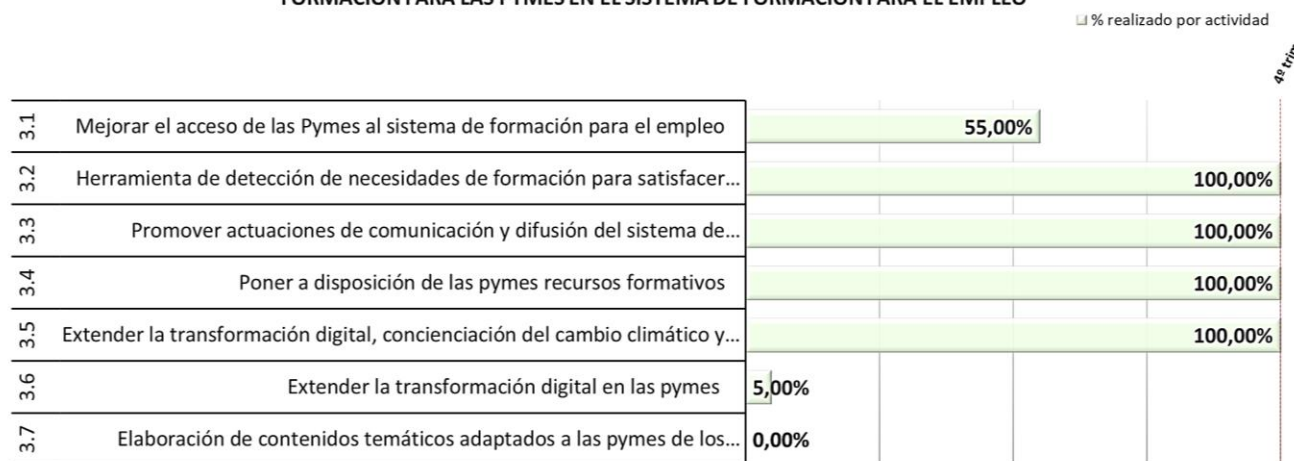 % realizado por actividad
3.1 Mejorar el acceso de las Pymes al sistema de formación para el empleo 55,00%
3.2 Herramienta de detección de necesidades de formación para satisfacer... 100,00%
3.3 Promover actuaciones de comunicación y difusión del sistema de... 100,00%
3.4 Poner a disposición de las pymes recursos formativos 100,00%
3.5 Extender la transformación digital, concienciación del cambio climático y... 100,00%
3.6 Extender la transformación digital en las pymes 5,00%
3.7 Elaboración de contenidos temáticos adaptados a las pymes de los... 0,00%